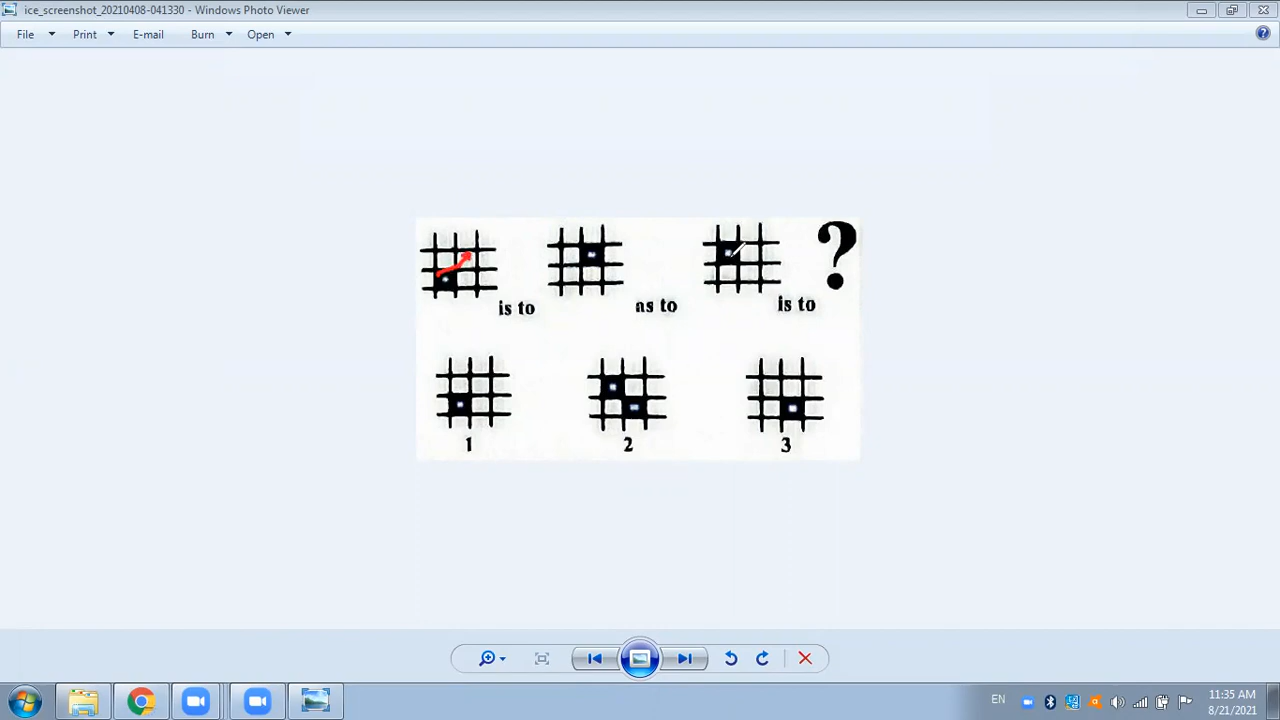 ice_screenshot_20210408-041330 - Windows Photo Viewer
File Print E-mail Burn Open
?
is to as to is to
1 2 3
EN 11:35 AM
8/21/2021